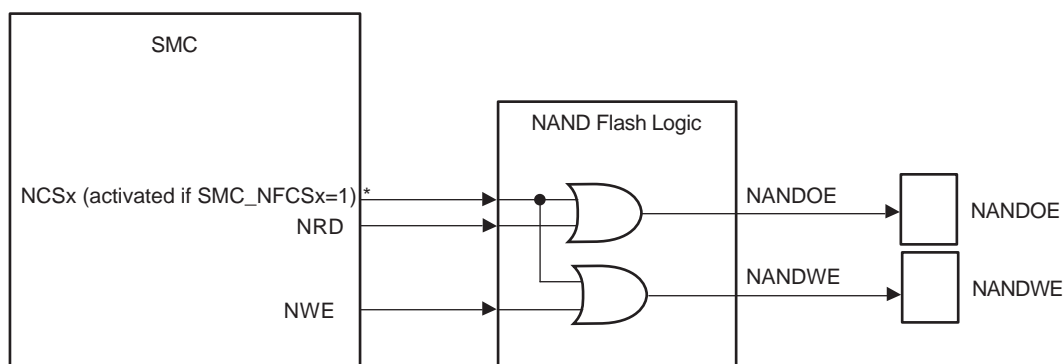 SMC
NAND Flash Logic
NCSx (activated if SMC_NFCSx=1) *
NRD
NANDOE
NANDOE
NWE
NANDWE
NANDWE